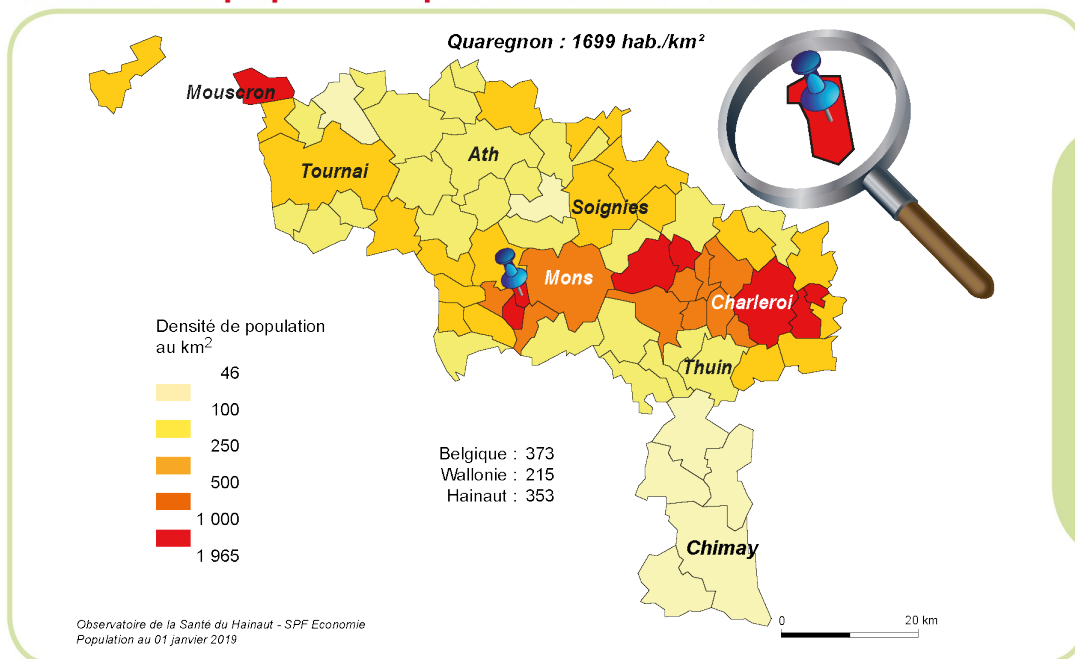 Quaregnon : 1699 hab./km²
Mouscron
Ath
Tournai
Soignies
Mons
Charleroi
Thuin
Chimay
Densité de population
au km2
46
100
250
500
1 000
1 965
Belgique : 373
Wallonie : 215
Hainaut : 353
0 20 km
Observatoire de la Santé du Hainaut - SPF Economie
Population au 01 janvier 2019